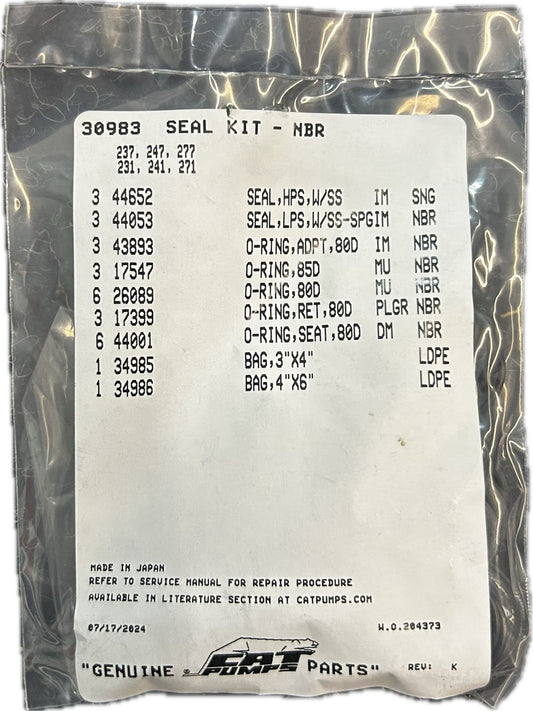 30983 SEAL KIT - NBR
237, 247, 277
231, 241, 271
3 44652 SEAL,HPS,W/SS IM SNG
3 44053 SEAL,LPS,W/SS-SPGIM NBR
3 43893 O-RING,ADPT,80D IM NBR
3 17547 O-RING,85D MU NBR
6 26089 O-RING,80D MU NBR
3 17399 O-RING,RET,80D PLGR NBR
6 44001 O-RING,SEAT,80D DM NBR
1 34985 BAG,3"X4" LDPE
1 34986 BAG,4"X6" LDPE
MADE IN JAPAN
REFER TO SERVICE MANUAL FOR REPAIR PROCEDURE
AVAILABLE IN LITERATURE SECTION AT CATPUMPS.COM
07/17/2024 W.O.204373
"GENUINE CAT PUMPS PARTS" REV: K